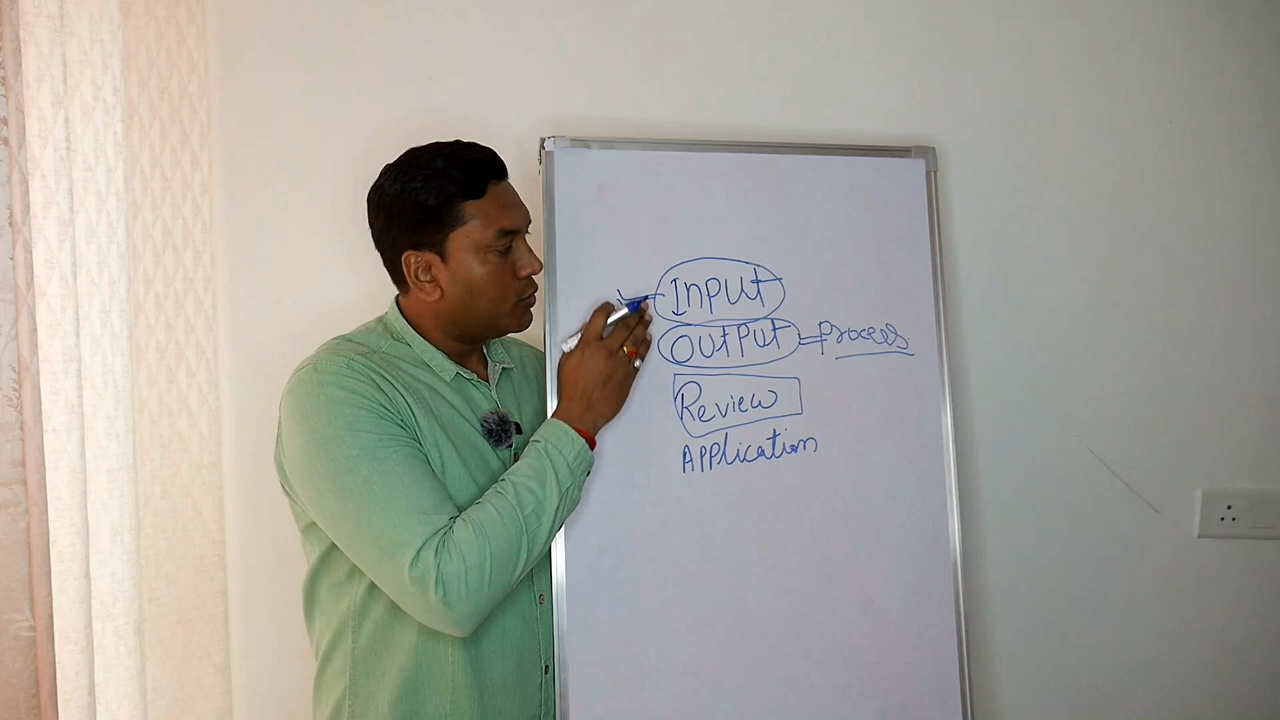 Input
OUTPUT = Process
Review
Application